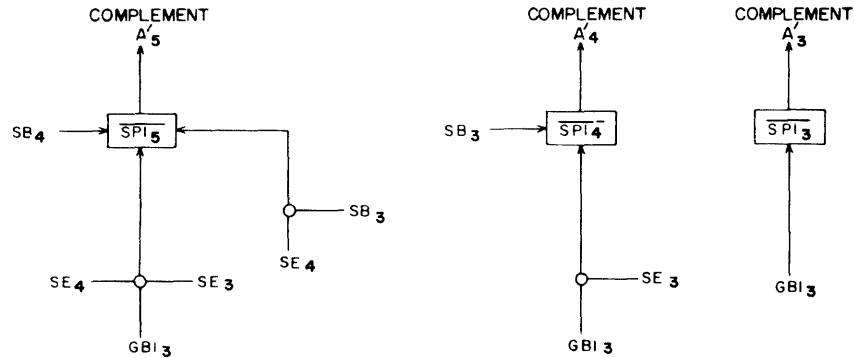 COMPLEMENT
A′5
SB4
SPI5
SB3
SE4
SE4
SE3
GBI3
COMPLEMENT
A′4
SB3
SPI4
SE3
GBI3
COMPLEMENT
A′3
SPI3
GBI3